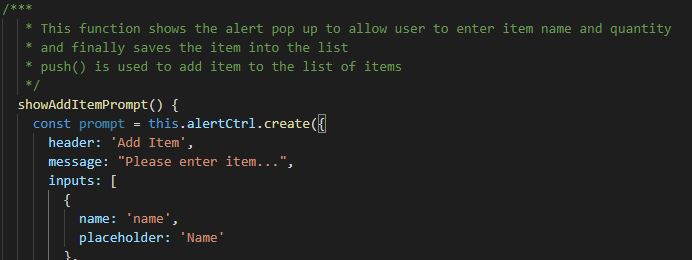 /***
* This function shows the alert pop up to allow user to enter item name and quantity
* and finally saves the item into the list
* push() is used to add item to the list of items
*/
showAddItemPrompt() {
const prompt = this.alertCtrl.create({
header: 'Add Item',
message: "Please enter item...",
inputs: [
{
name: 'name',
placeholder: 'Name'
},